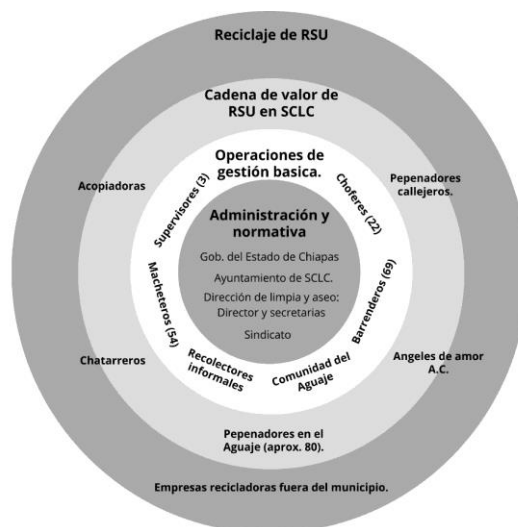 Reciclaje de RSU
Cadena de valor de
RSU en SCLC
Operaciones de
gestión basica.
Acopiadoras
Pepenadores
callejeros.
Supervisores (3)
Choferes (22)
Administración y
normativa
Gob. del Estado de Chiapas
Ayuntamiento de SCLC.
Dirección de limpia y aseo:
Director y secretarias
Sindicato
Macheteros (54)
Barrenderos (69)
Chatarreros
Recolectores
informales
Comunidad del
Aguaje
Angeles de amor
A.C.
Pepenadores en el
Aguaje (aprox. 80).
Empresas recicladoras fuera del municipio.